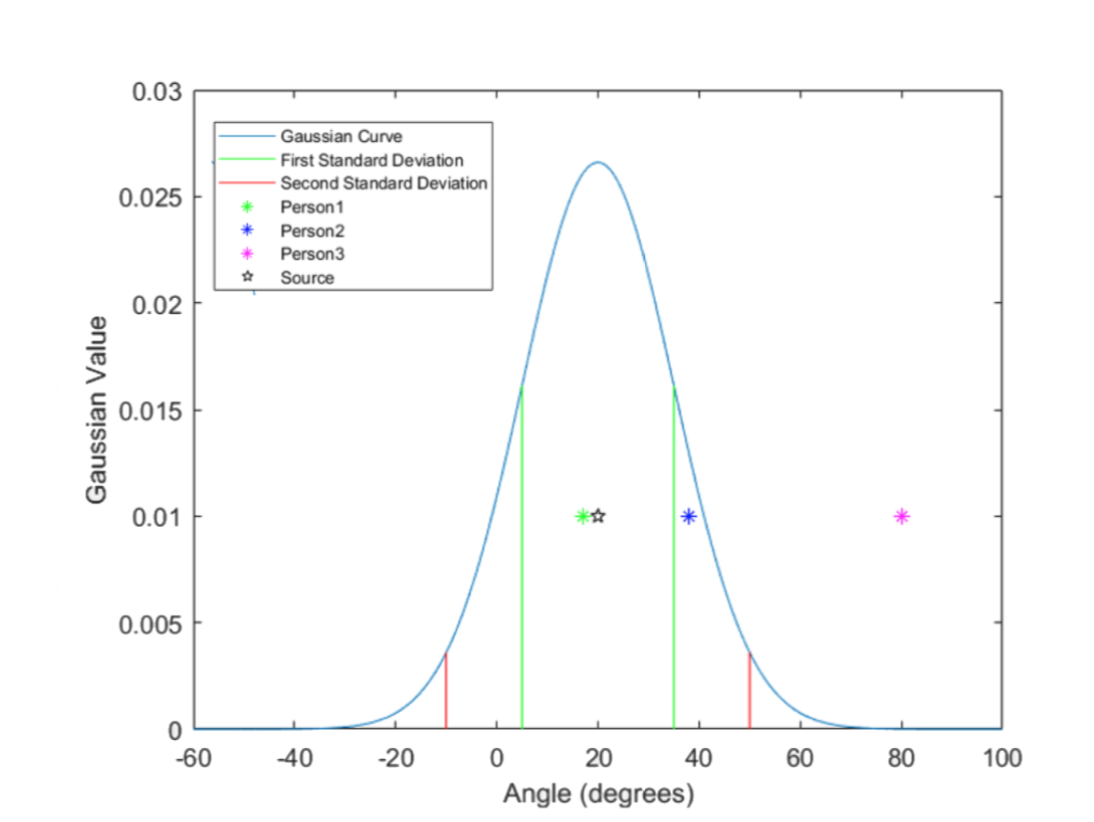 0.03
0.025
0.02
0.015
0.01
0.005
0
Gaussian Value
Gaussian Curve
First Standard Deviation
Second Standard Deviation
Person1
Person2
Person3
Source
-60 -40 -20 0 20 40 60 80 100
Angle (degrees)